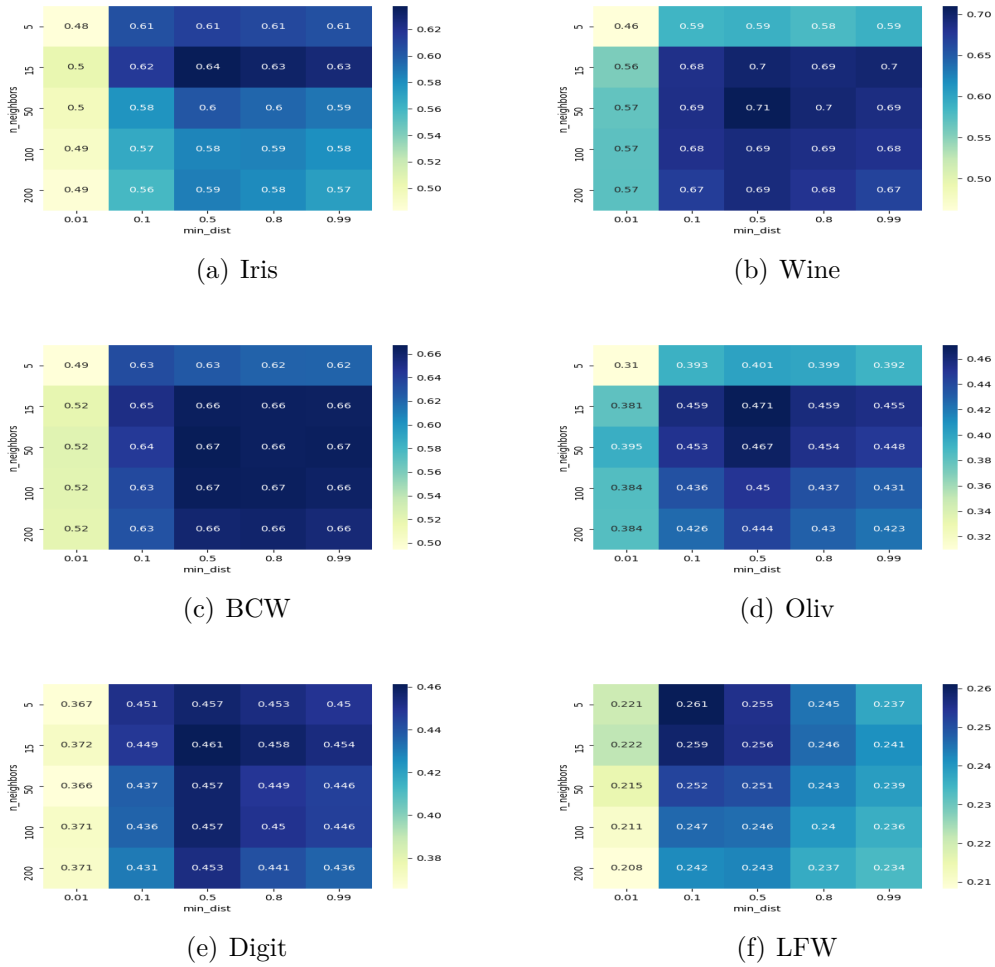 5 0.48 0.61 0.61 0.61 0.61
15 0.5 0.62 0.64 0.63 0.63
50 0.5 0.58 0.6 0.6 0.59
100 0.49 0.57 0.58 0.59 0.58
200 0.49 0.56 0.59 0.58 0.57
n_neighbors
0.01 0.1 0.5 0.8 0.99
min_dist
0.62
0.60
0.58
0.56
0.54
0.52
0.50
(a) Iris
5 0.46 0.59 0.59 0.58 0.59
15 0.56 0.68 0.7 0.69 0.7
50 0.57 0.69 0.71 0.7 0.69
100 0.57 0.68 0.69 0.69 0.68
200 0.57 0.67 0.69 0.68 0.67
n_neighbors
0.01 0.1 0.5 0.8 0.99
min_dist
0.70
0.65
0.60
0.55
0.50
(b) Wine
5 0.49 0.63 0.63 0.62 0.62
15 0.52 0.65 0.66 0.66 0.66
50 0.52 0.64 0.67 0.66 0.67
100 0.52 0.63 0.67 0.67 0.66
200 0.52 0.63 0.66 0.66 0.66
n_neighbors
0.01 0.1 0.5 0.8 0.99
min_dist
0.66
0.64
0.62
0.60
0.58
0.56
0.54
0.52
0.50
(c) BCW
5 0.31 0.393 0.401 0.399 0.392
15 0.381 0.459 0.471 0.459 0.455
50 0.395 0.453 0.467 0.454 0.448
100 0.384 0.436 0.45 0.437 0.431
200 0.384 0.426 0.444 0.43 0.423
n_neighbors
0.01 0.1 0.5 0.8 0.99
min_dist
0.46
0.44
0.42
0.40
0.38
0.36
0.34
0.32
(d) Oliv
5 0.367 0.451 0.457 0.453 0.45
15 0.372 0.449 0.461 0.458 0.454
50 0.366 0.437 0.457 0.449 0.446
100 0.371 0.436 0.457 0.45 0.446
200 0.371 0.431 0.453 0.441 0.436
n_neighbors
0.01 0.1 0.5 0.8 0.99
min_dist
0.46
0.44
0.42
0.40
0.38
(e) Digit
5 0.221 0.261 0.255 0.245 0.237
15 0.222 0.259 0.256 0.246 0.241
50 0.215 0.252 0.251 0.243 0.239
100 0.211 0.247 0.246 0.24 0.236
200 0.208 0.242 0.243 0.237 0.234
n_neighbors
0.01 0.1 0.5 0.8 0.99
min_dist
0.26
0.25
0.24
0.23
0.22
0.21
(f) LFW